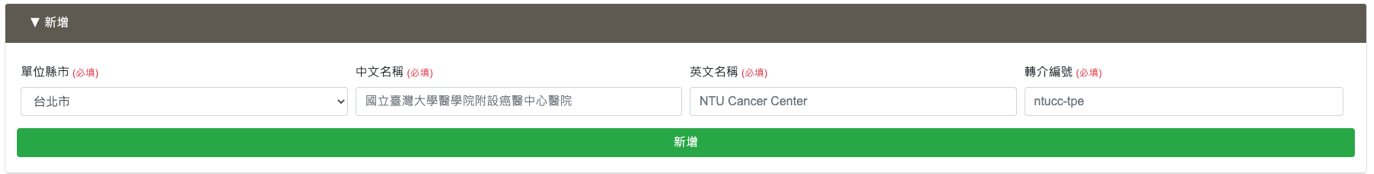 ▼ 新增
單位縣市 (必填) 中文名稱 (必填) 英文名稱 (必填) 轉介編號 (必填)
台北市 國立臺灣大學醫學院附設癌醫中心醫院 NTU Cancer Center ntucc-tpe
新增